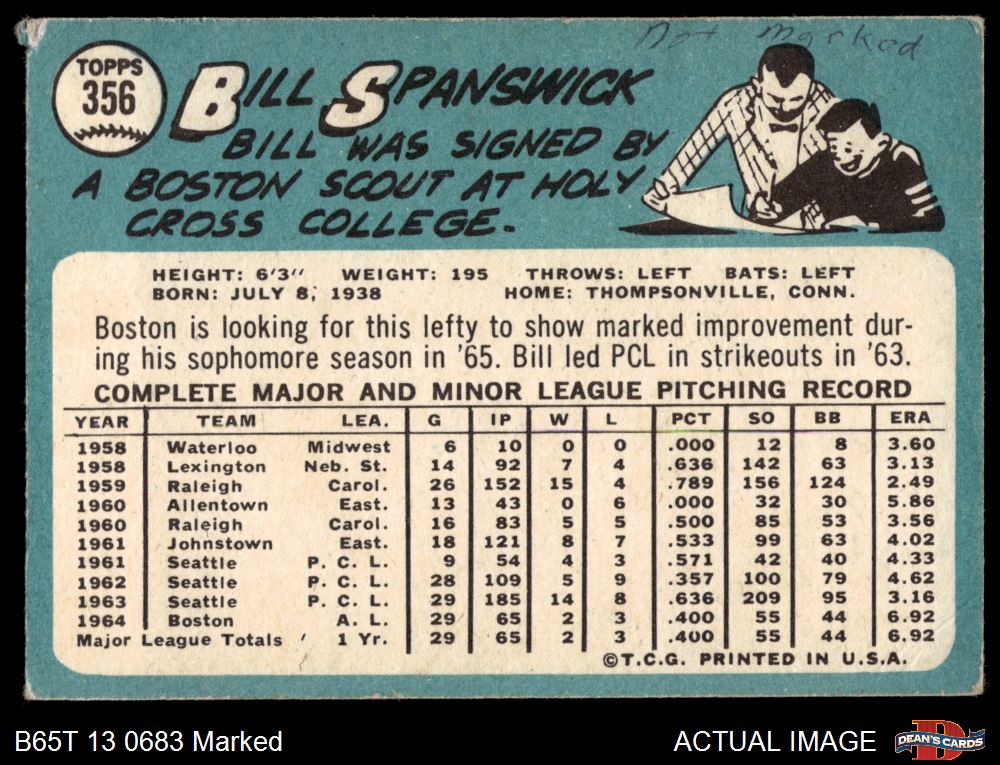 Not Marked
TOPPS
356
BILL SPANSWICK
BILL WAS SIGNED BY
A BOSTON SCOUT AT HOLY
CROSS COLLEGE.
HEIGHT: 6'3" WEIGHT: 195 THROWS: LEFT BATS: LEFT
BORN: JULY 8, 1938 HOME: THOMPSONVILLE, CONN.
Boston is looking for this lefty to show marked improvement dur-
ing his sophomore season in '65. Bill led PCL in strikeouts in '63.
COMPLETE MAJOR AND MINOR LEAGUE PITCHING RECORD
YEAR TEAM LEA. G IP W L PCT SO BB ERA
1958 Waterloo Midwest 6 10 0 0 .000 12 8 3.60
1958 Lexington Neb. St. 14 92 7 4 .636 142 63 3.13
1959 Raleigh Carol. 26 152 15 4 .789 156 124 2.49
1960 Allentown East. 13 43 0 6 .000 32 30 5.86
1960 Raleigh Carol. 16 83 5 5 .500 85 53 3.56
1961 Johnstown East. 18 121 8 7 .533 99 63 4.02
1961 Seattle P. C. L. 9 54 4 3 .571 42 40 4.33
1962 Seattle P. C. L. 28 109 5 9 .357 100 79 4.62
1963 Seattle P. C. L. 29 185 14 8 .636 209 95 3.16
1964 Boston A. L. 29 65 2 3 .400 55 44 6.92
Major League Totals 1 Yr. 29 65 2 3 .400 55 44 6.92
©T.C.G. PRINTED IN U.S.A.
B65T 13 0683 Marked
ACTUAL IMAGE
DEAN'S CARDS